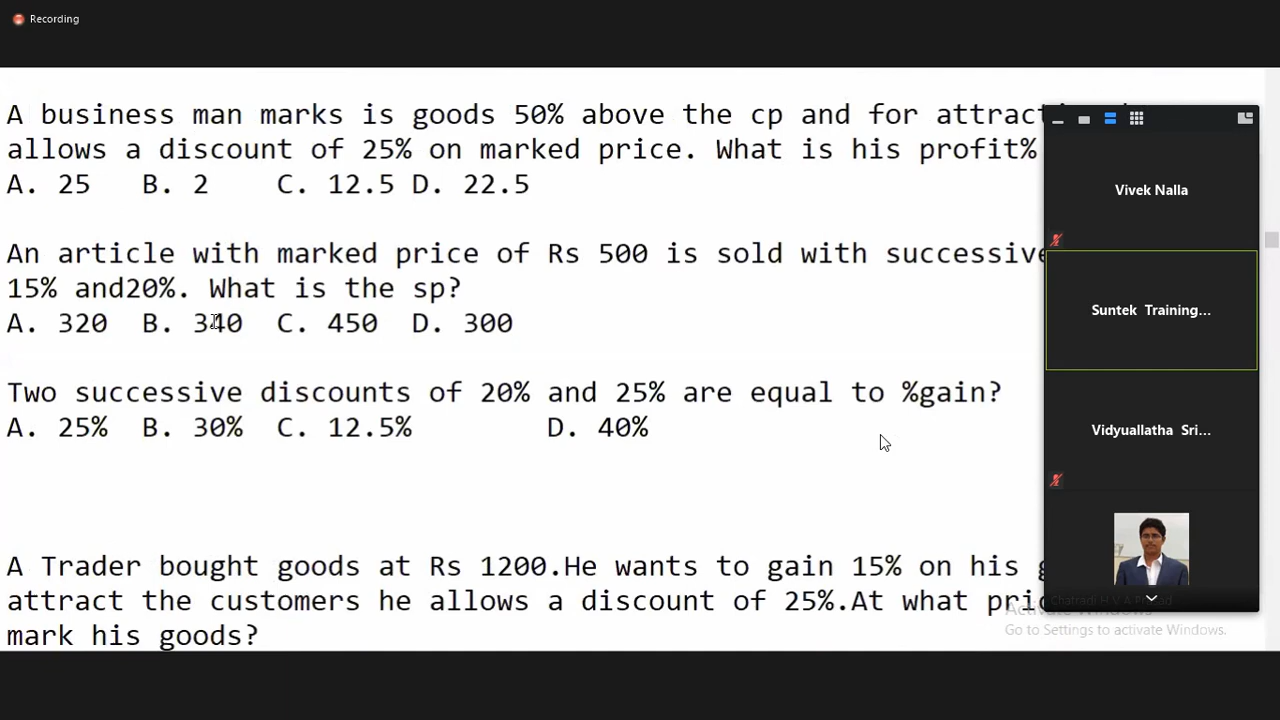 Recording
A business man marks is goods 50% above the cp and for
allows a discount of 25% on marked price. What is his profit%
A. 25 B. 2 C. 12.5 D. 22.5
An article with marked price of Rs 500 is sold with successive
15% and20%. What is the sp?
A. 320 B. 340 C. 450 D. 300
Two successive discounts of 20% and 25% are equal to %gain?
A. 25% B. 30% C. 12.5% D. 40%
A Trader bought goods at Rs 1200.He wants to gain 15% on his
attract the customers he allows a discount of 25%.At what
mark his goods?
Vivek Nalla
Suntek Training...
Vidyuallatha Sri...
Activate Windows
Go to Settings to activate Windows.